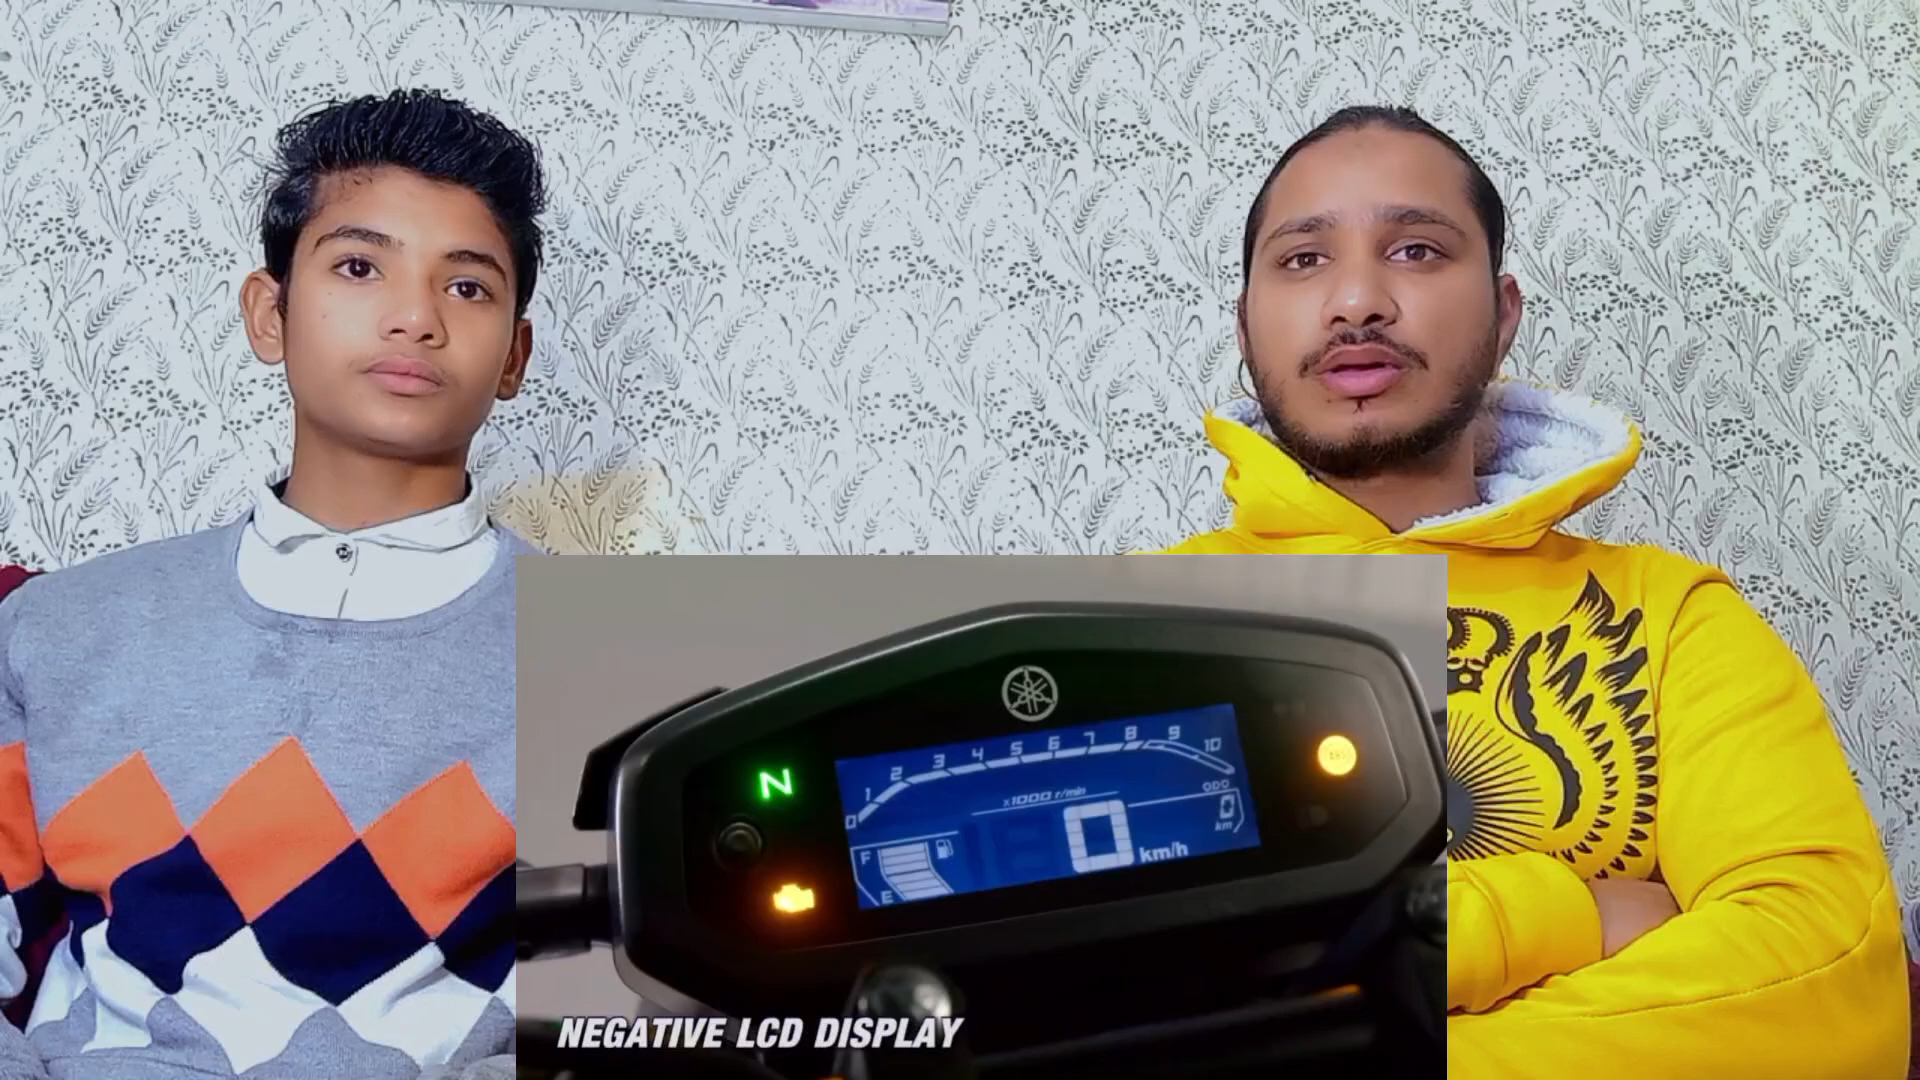 N
0 1 2 3 4 5 6 7 8 9 10
x1000 r/min
ODO
0
km
F
E
0 km/h
NEGATIVE LCD DISPLAY